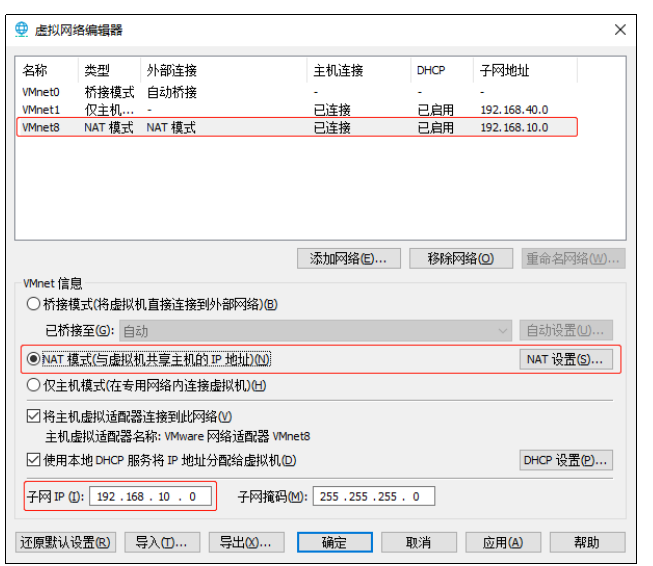 虚拟网络编辑器
名称 类型 外部连接 主机连接 DHCP 子网地址
VMnet0 桥接模式 自动桥接 - - -
VMnet1 仅主机... - 已连接 已启用 192.168.40.0
VMnet8 NAT 模式 NAT 模式 已连接 已启用 192.168.10.0
添加网络(E)... 移除网络(O) 重命名网络(W)...
VMnet 信息
桥接模式(将虚拟机直接连接到外部网络)(B)
已桥接至(G): 自动 自动设置(U)...
NAT 模式(与虚拟机共享主机的 IP 地址)(N) NAT 设置(S)...
仅主机模式(在专用网络内连接虚拟机)(H)
将主机虚拟适配器连接到此网络(V)
主机虚拟适配器名称: VMware 网络适配器 VMnet8
使用本地 DHCP 服务将 IP 地址分配给虚拟机(D) DHCP 设置(P)...
子网 IP (I): 192 . 168 . 10 . 0 子网掩码(M): 255 . 255 . 255 . 0
还原默认设置(R) 导入(T)... 导出(X)... 确定 取消 应用(A) 帮助